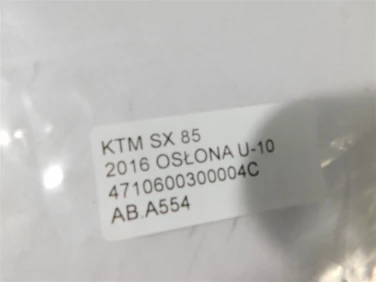 KTM SX 85
2016 OSŁONA U-10
4710600300004C
AB.A554